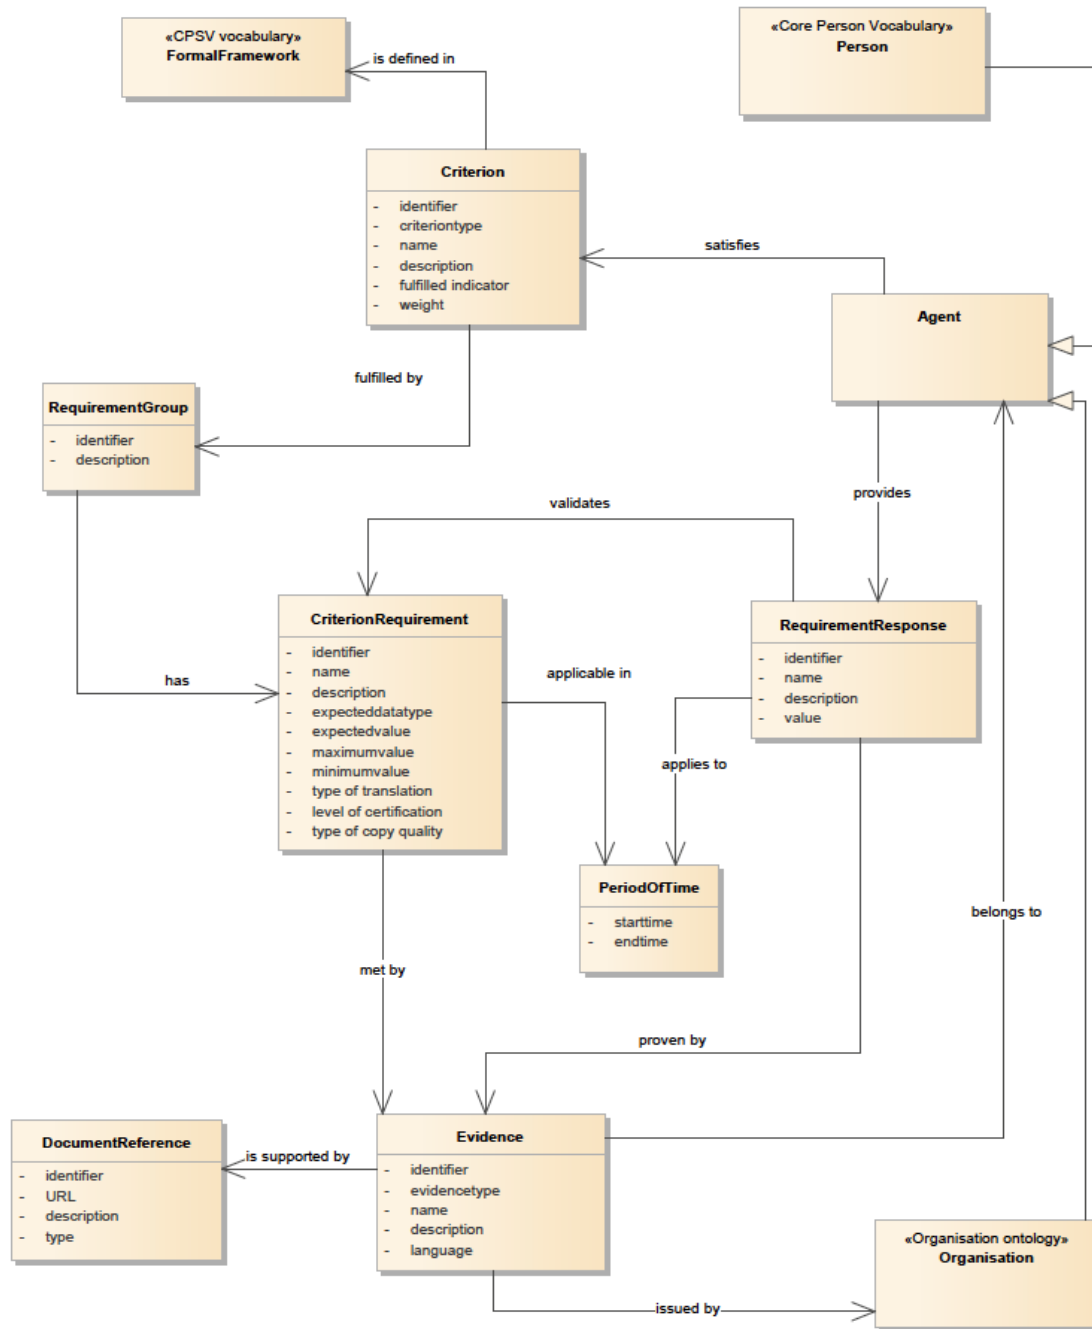 «CPSV vocabulary»
FormalFramework
is defined in
«Core Person Vocabulary»
Person
Criterion
- identifier
- criteriontype
- name
- description
- fulfilled indicator
- weight
satisfies
Agent
fulfilled by
RequirementGroup
- identifier
- description
validates
provides
CriterionRequirement
- identifier
- name
- description
- expecteddatatype
- expectedvalue
- maximumvalue
- minimumvalue
- type of translation
- level of certification
- type of copy quality
has
applicable in
RequirementResponse
- identifier
- name
- description
- value
applies to
PeriodOfTime
- starttime
- endtime
belongs to
met by
proven by
DocumentReference
- identifier
- URL
- description
- type
is supported by
Evidence
- identifier
- evidencetype
- name
- description
- language
«Organisation ontology»
Organisation
issued by